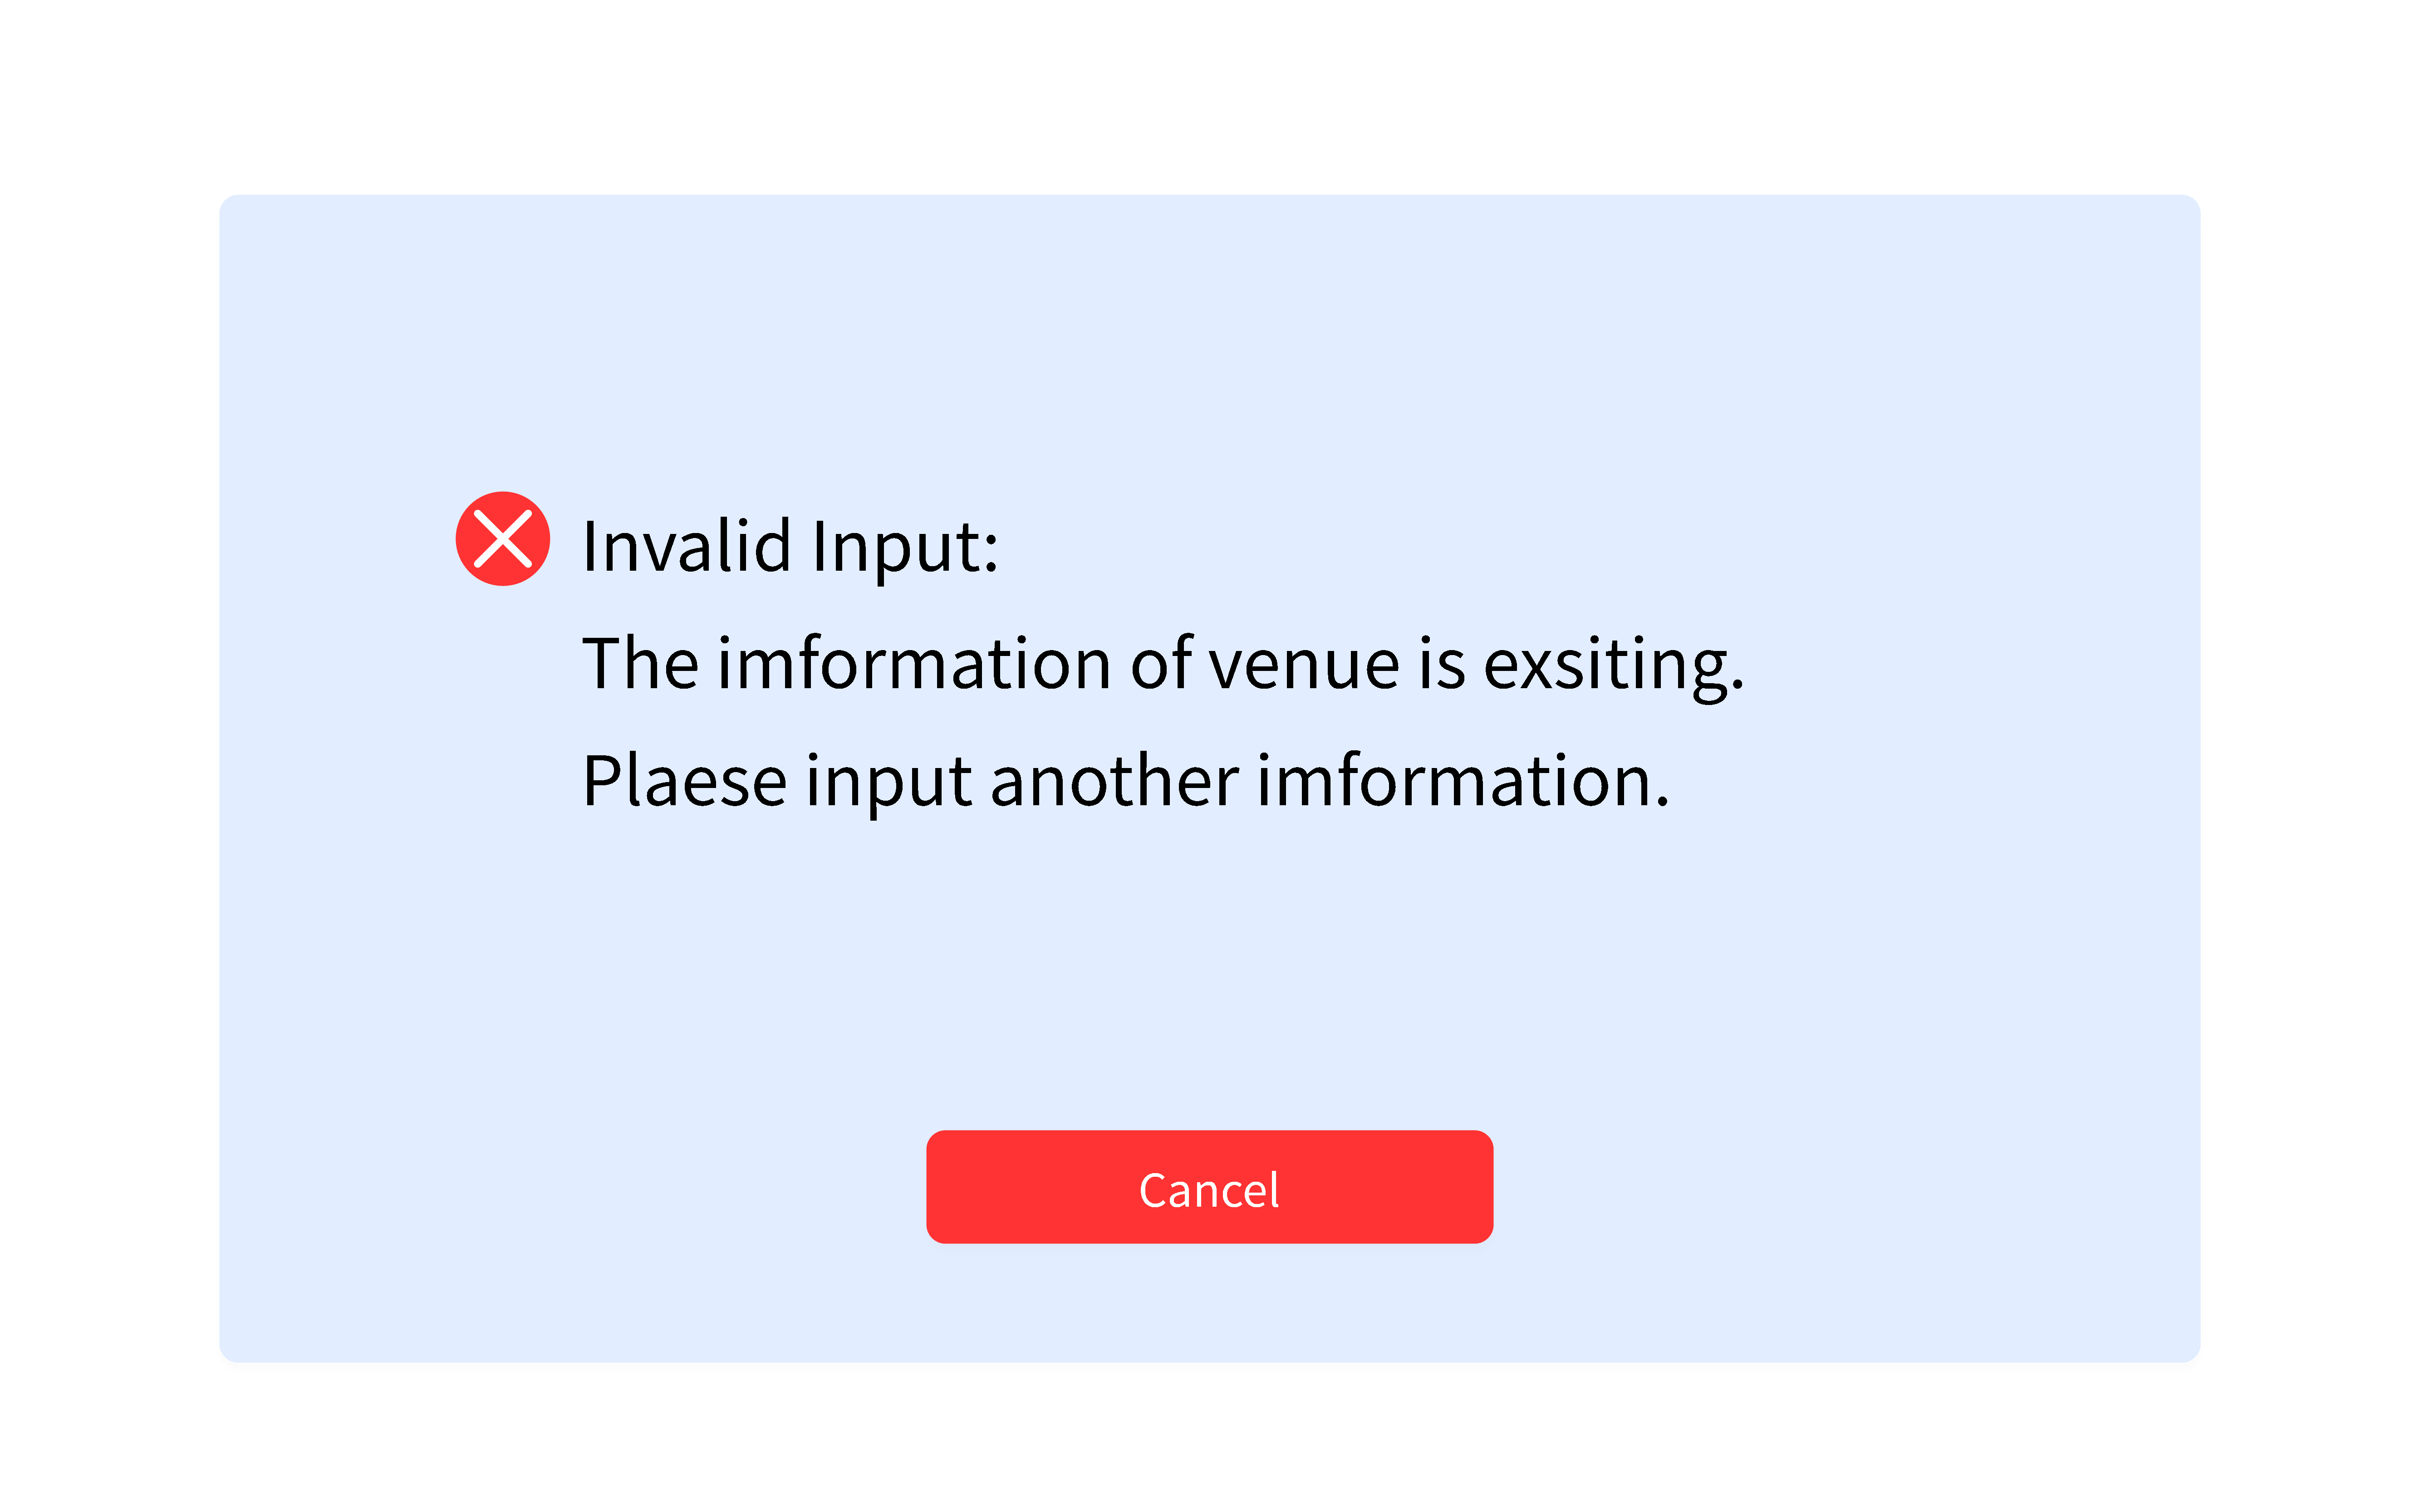 Invalid Input:
The imformation of venue is exsiting.
Plaese input another imformation.
Cancel